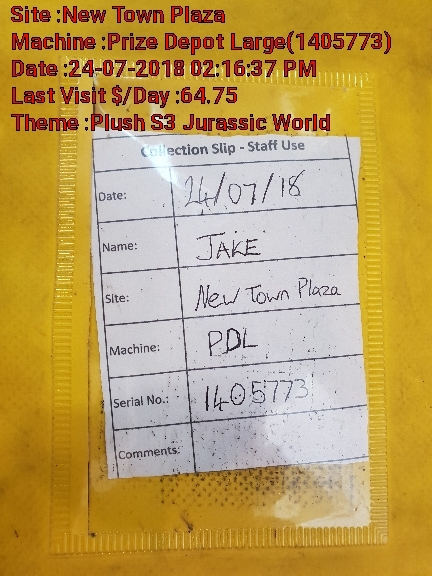 Site :New Town Plaza
Machine :Prize Depot Large(1405773)
Date :24-07-2018 02:16:37 PM
Last Visit $/Day :64.75
Theme :Plush S3 Jurassic World
Collection Slip - Staff Use
Date: 24/07/18
Name: JAKE
Site: New Town Plaza
Machine: PDL
Serial No.: 1405773
Comments: